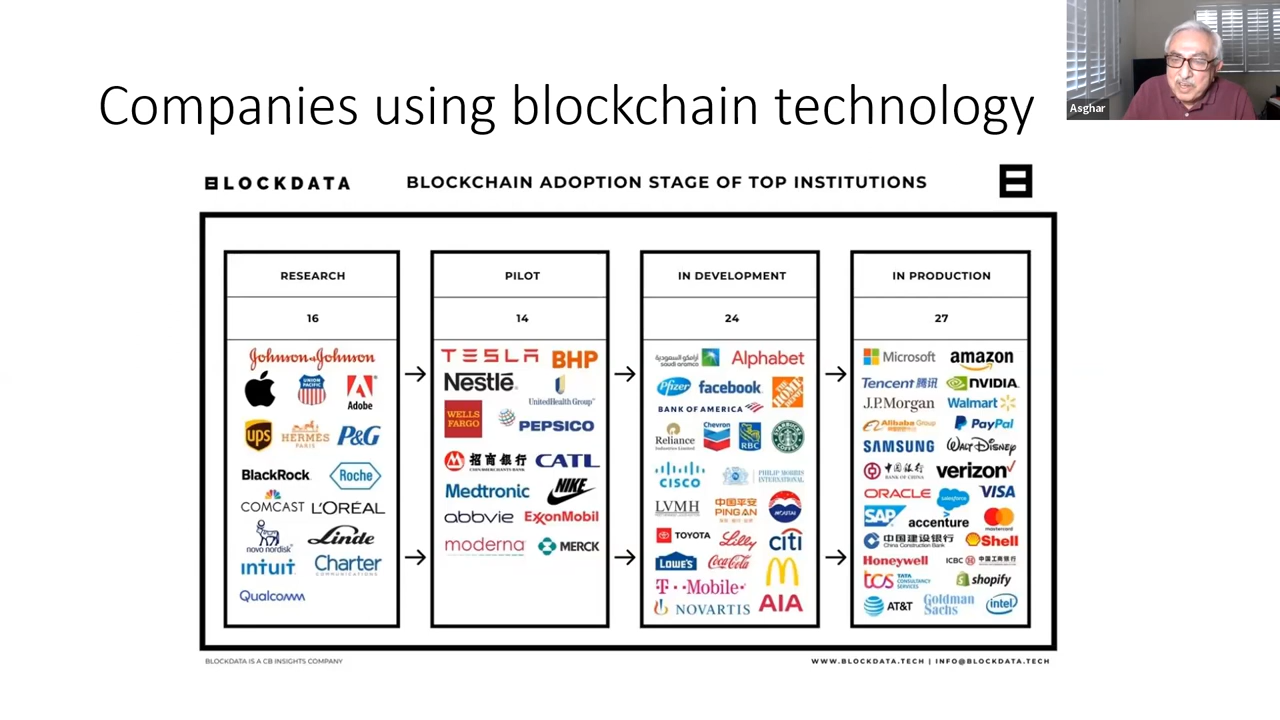 Asghar
Companies using blockchain technology
BLOCKDATA
BLOCKCHAIN ADOPTION STAGE OF TOP INSTITUTIONS
RESEARCH
16
Johnson & Johnson
UNION
PACIFIC
Adobe
ups
HERMÈS
PARIS
P&G
BlackRock
Roche
COMCAST
L'ORÉAL
novo nordisk
Linde
intuit
Charter
COMMUNICATIONS
Qualcomm
PILOT
14
TESLA
BHP
Nestlé
UNITEDHEALTH GROUP
WELLS
FARGO
PEPSICO
招商银行
CHINA MERCHANTS BANK
CATL
Medtronic
NIKE
abbvie
ExxonMobil
moderna
MERCK
IN DEVELOPMENT
24
أرامكو السعودية
saudi aramco
Alphabet
Pfizer
facebook
THE
HOME
DEPOT
BANK OF AMERICA
Reliance
Industries Limited
Chevron
RBC
STARBUCKS
COFFEE
CISCO
PHILIP MORRIS
INTERNATIONAL
LVMH
中国平安
PING AN
MOUTAI
TOYOTA
Lilly
citi
LOWE'S
Coca-Cola
T··Mobile·
NOVARTIS
AIA
IN PRODUCTION
27
Microsoft
amazon
Tencent 腾讯
NVIDIA
J.P.Morgan
Walmart
Alibaba Group
PayPal
SAMSUNG
WALT DISNEY
中国银行
BANK OF CHINA
verizon
ORACLE
salesforce
VISA
SAP
accenture
mastercard
中国建设银行
China Construction Bank
Shell
Honeywell
ICBC
中国工商银行
tcs
TATA
CONSULTANCY
SERVICES
shopify
AT&T
Goldman
Sachs
intel
BLOCKDATA IS A CB INSIGHTS COMPANY
WWW.BLOCKDATA.TECH | INFO@BLOCKDATA.TECH